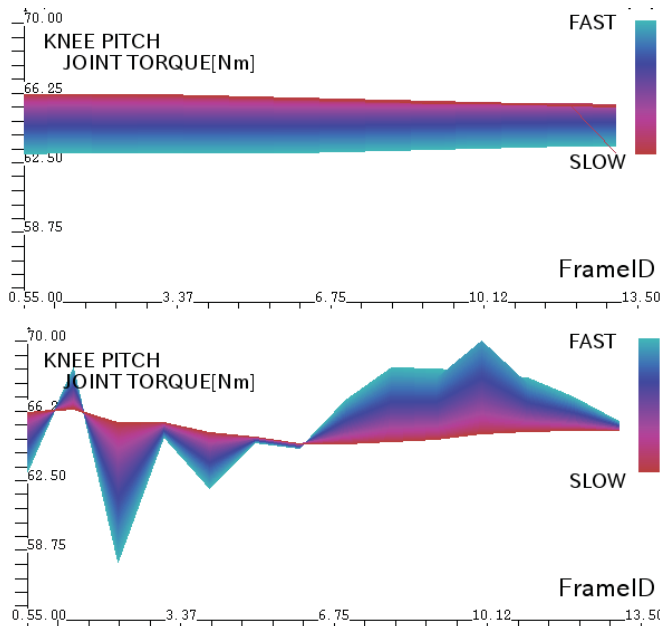 70.00
FAST
KNEE PITCH
JOINT TORQUE[Nm]
66.25
62.50
SLOW
58.75
FrameID
0.55.00 3.37 6.75 10.12 13.50
70.00
FAST
KNEE PITCH
JOINT TORQUE[Nm]
66.2
62.50
SLOW
58.75
FrameID
0.55.00 3.37 6.75 10.12 13.50